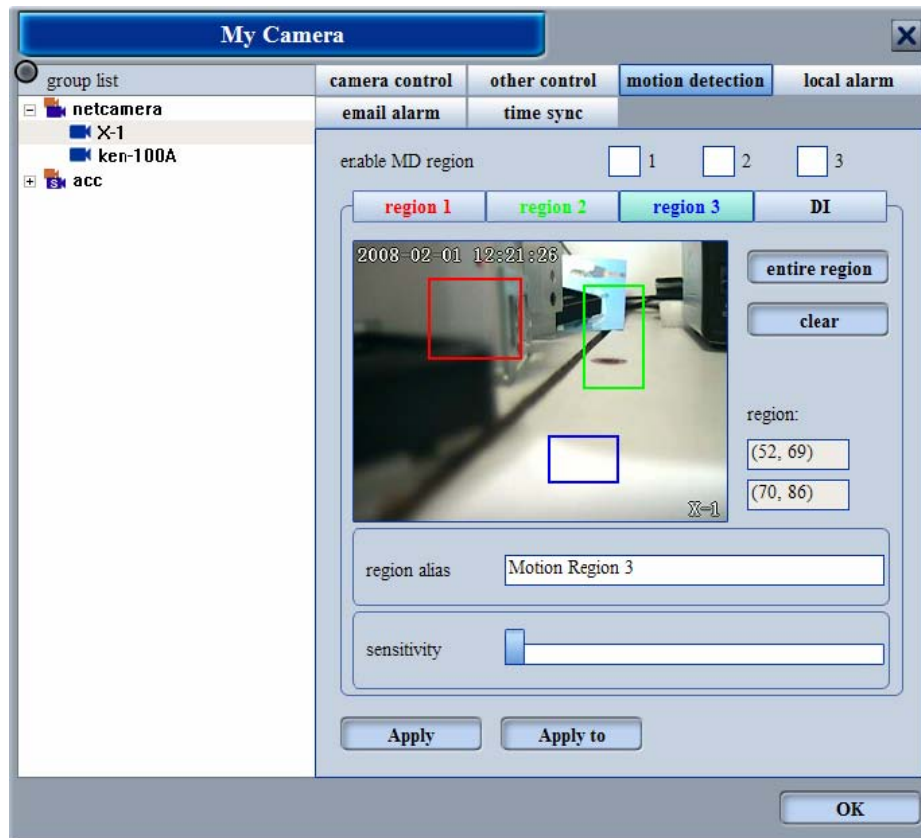 My Camera
group list
netcamera
X-1
ken-100A
acc
camera control other control motion detection local alarm
email alarm time sync
enable MD region 1 2 3
region 1 region 2 region 3 DI
2008-02-01 12:21:26
entire region
clear
region:
(52, 69)
(70, 86)
X-1
region alias Motion Region 3
sensitivity
Apply Apply to
OK